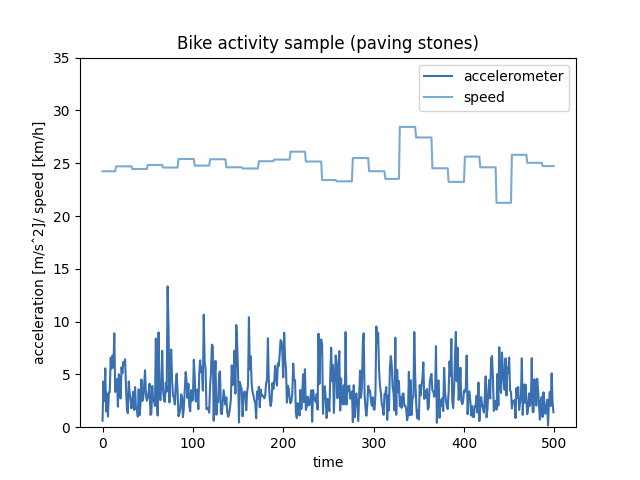 Bike activity sample (paving stones)
accelerometer
speed
35
30
25
20
15
10
5
0
acceleration [m/sˆ2]/ speed [km/h]
0 100 200 300 400 500
time